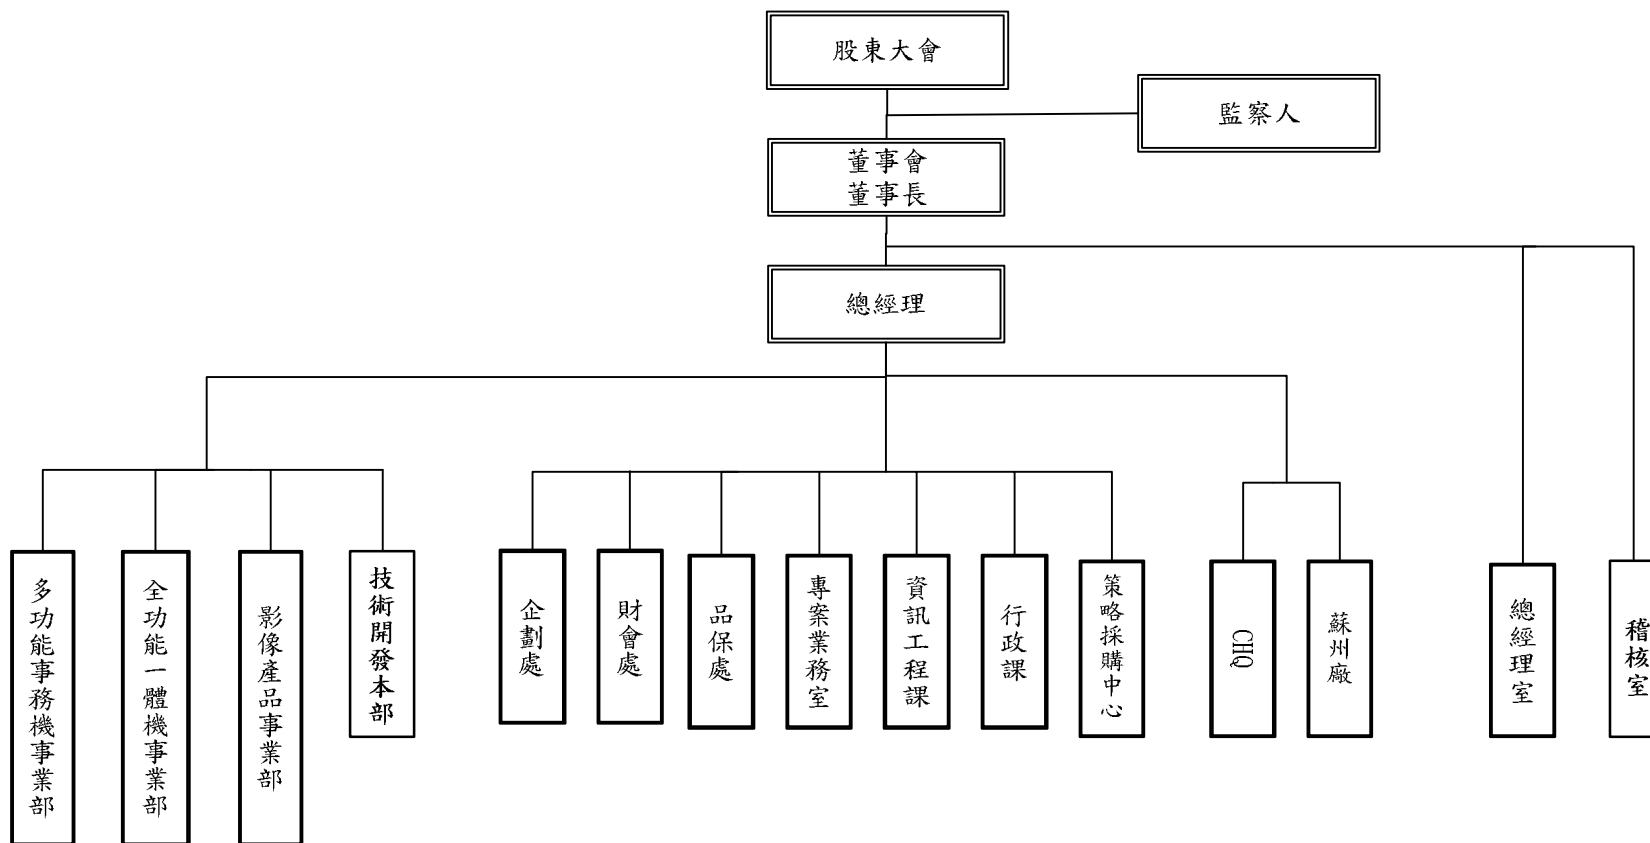 股東大會
監察人
董事會
董事長
總經理
多功能事務機事業部
全功能一體機事業部
影像產品事業部
技術開發本部
企劃處
財會處
品保處
專案業務室
資訊工程課
行政課
策略採購中心
CHQ
蘇州廠
總經理室
稽核室